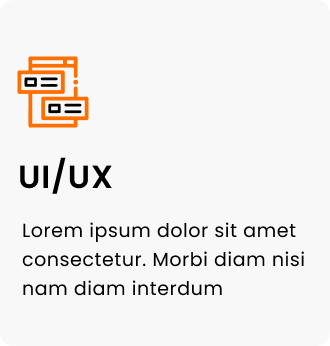 UI/UX
Lorem ipsum dolor sit amet
consectetur. Morbi diam nisi
nam diam interdum